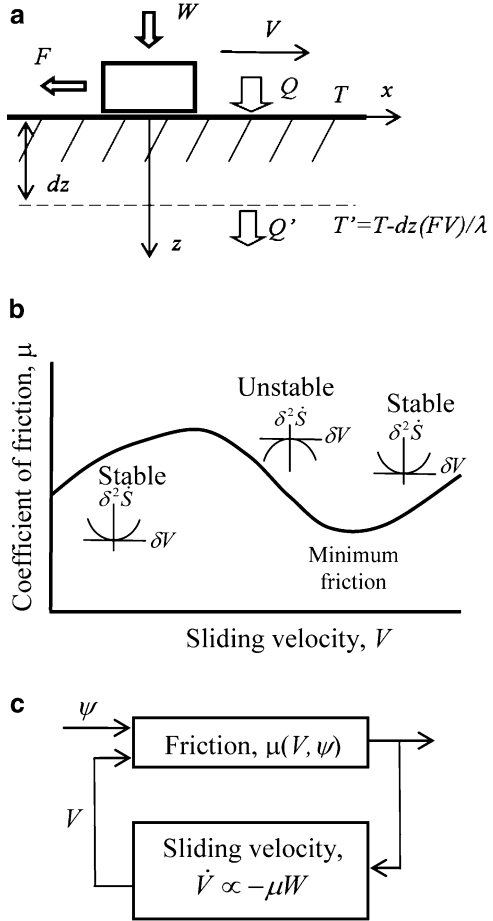 a
W
V
F
Q
T
x
dz
Q'
T'=T-dz(FV)/λ
z
b
Coefficient of friction, μ
Unstable
δ²Ṡ
δV
Stable
δ²Ṡ
δV
Stable
δ²Ṡ
δV
Minimum
friction
Sliding velocity, V
c
ψ
Friction, μ(V,ψ)
V
Sliding velocity,
V̇ ∝ −μW